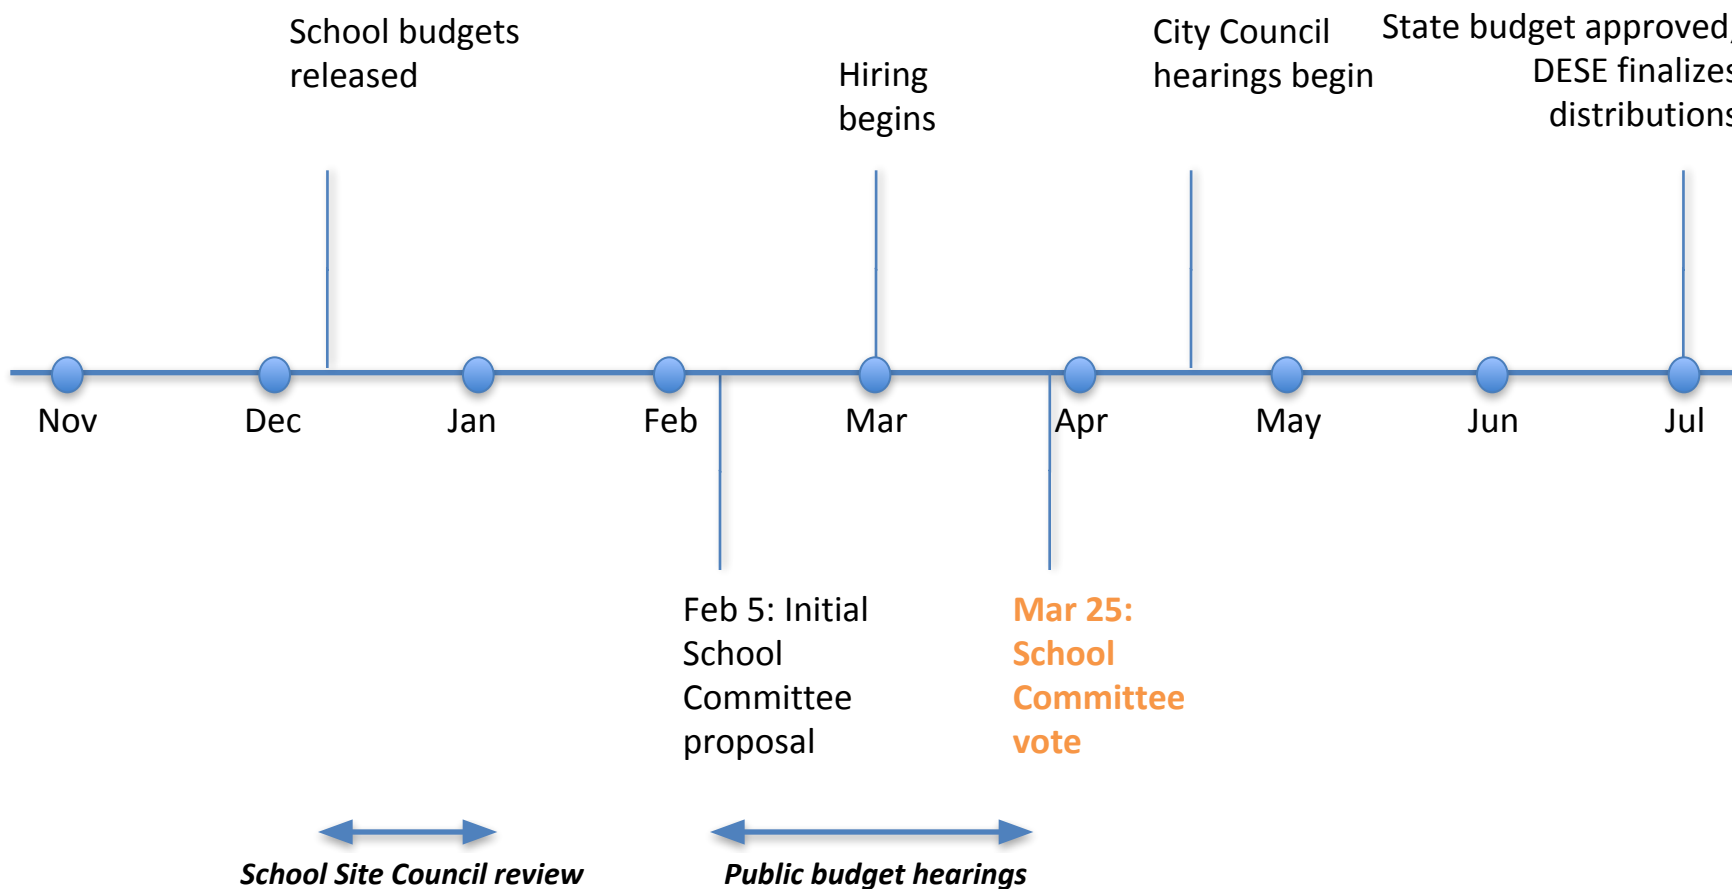 School budgets
released
Hiring
begins
City Council
hearings begin
State budget approved,
DESE finalizes
distributions
Nov
Dec
Jan
Feb
Mar
Apr
May
Jun
Jul
Feb 5: Initial
School
Committee
proposal
Mar 25:
School
Committee
vote
School Site Council review
Public budget hearings